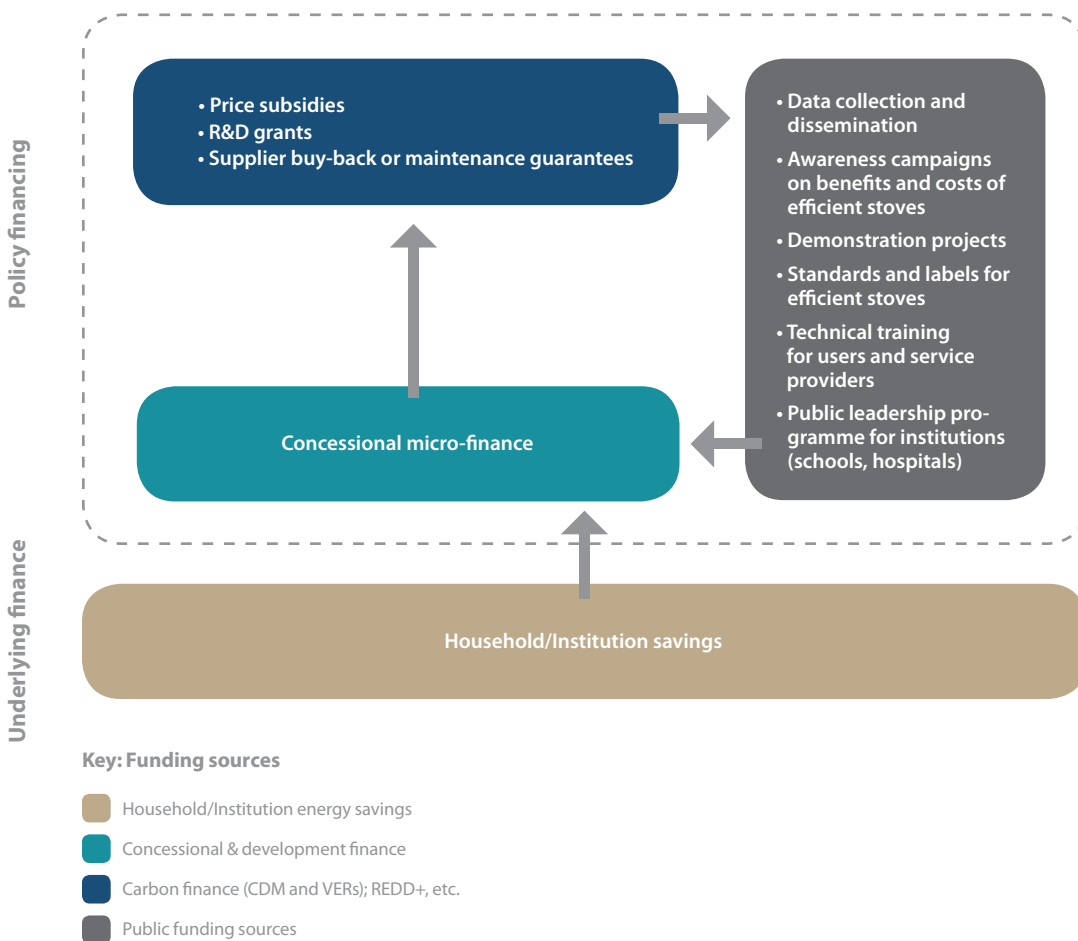 Policy financing
• Price subsidies
• R&D grants
• Supplier buy-back or maintenance guarantees
• Data collection and
dissemination
• Awareness campaigns
on benefits and costs of
efficient stoves
• Demonstration projects
• Standards and labels for
efficient stoves
• Technical training
for users and service
providers
• Public leadership pro-
gramme for institutions
(schools, hospitals)
Concessional micro-finance
Underlying finance
Household/Institution savings
Key: Funding sources
Household/Institution energy savings
Concessional & development finance
Carbon finance (CDM and VERs); REDD+, etc.
Public funding sources